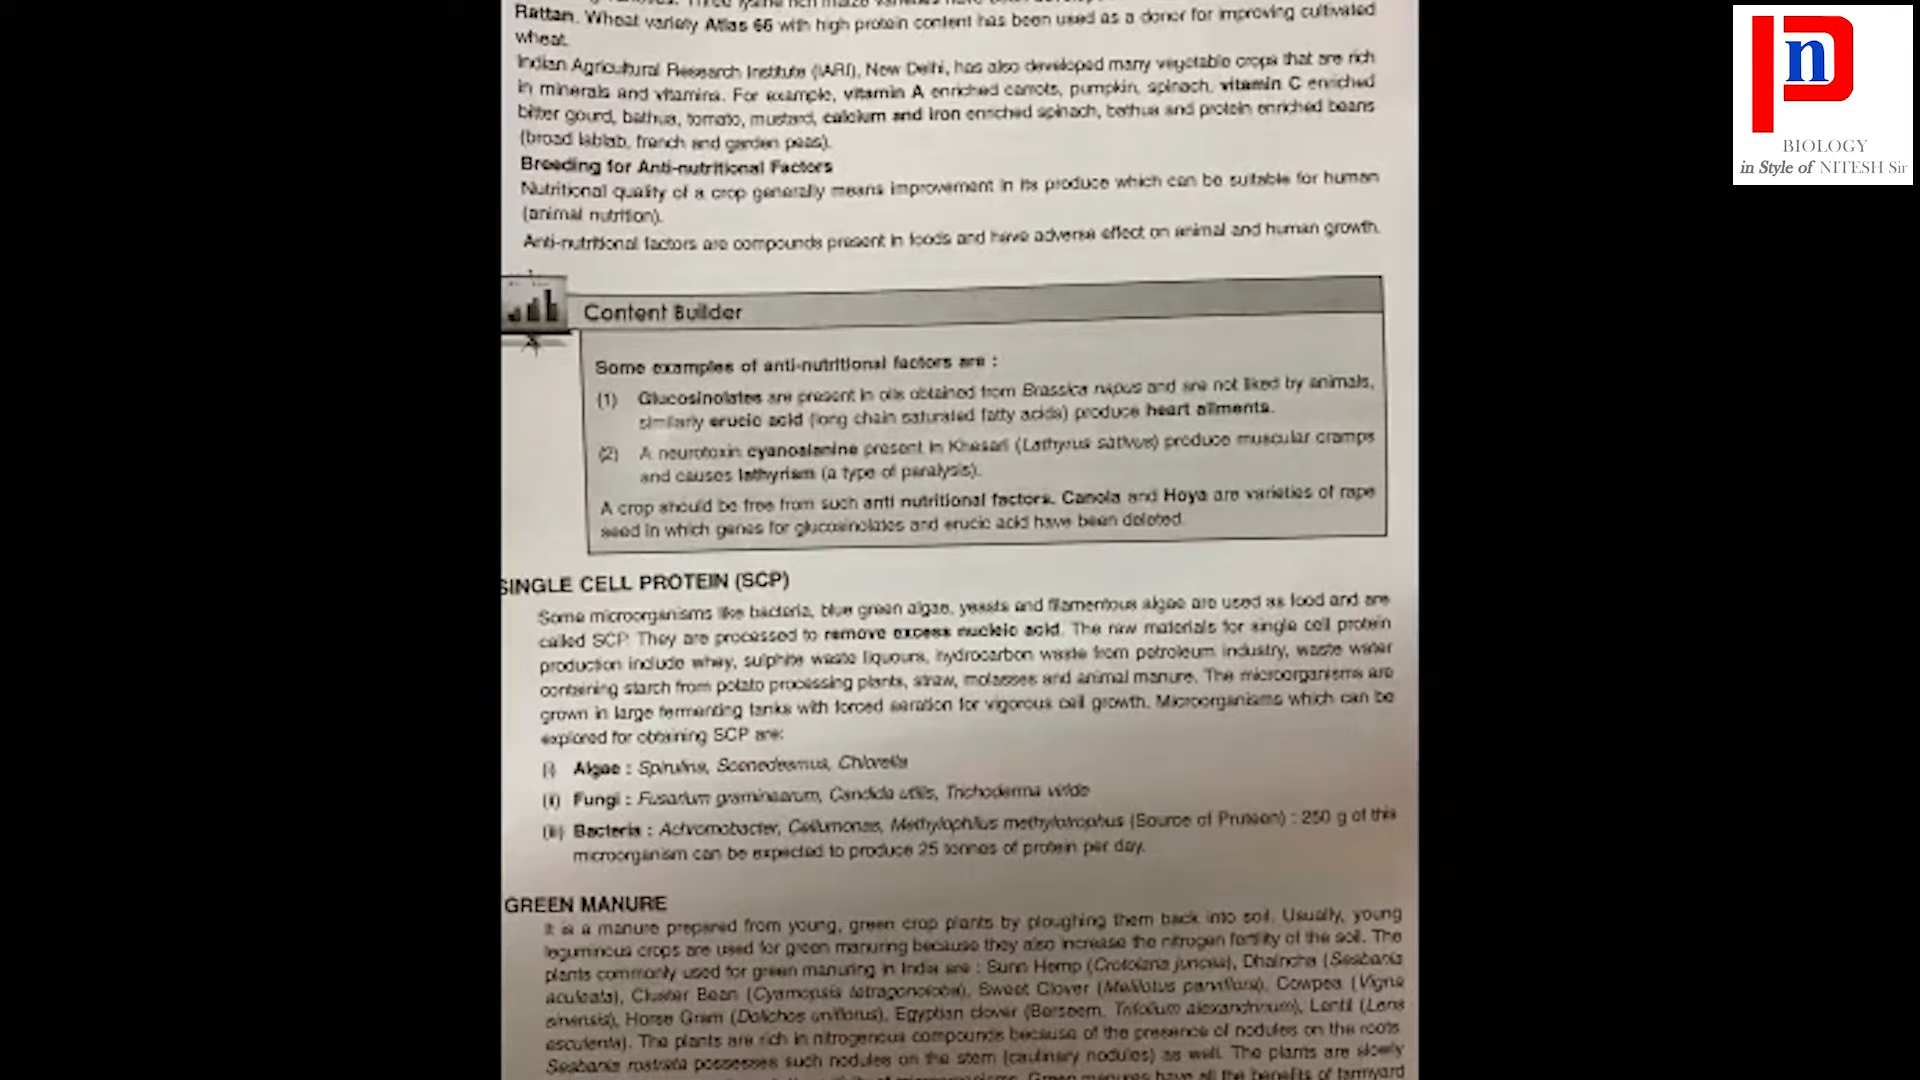 Rattan. Wheat variety Atlas 66 with high protein content has been used as a donor for improving cultivated
wheat.
Indian Agricultural Research Institute (IARI), New Delhi, has also developed many vegetable crops that are rich
in minerals and vitamins. For example, vitamin A enriched carrots, pumpkin, spinach, vitamin C enriched
bitter gourd, bathua, tomato, mustard, calcium and iron enriched spinach, bathua and protein enriched beans
(broad lablab, french and garden peas).
Breeding for Anti-nutritional Factors
Nutritional quality of a crop generally means improvement in its produce which can be suitable for human
(animal nutrition).
Anti-nutritional factors are compounds present in foods and have adverse effect on animal and human growth.
Content Builder
Some examples of anti-nutritional factors are :
(1) Glucosinolates are present in oils obtained from Brassica napus and are not liked by animals,
similarly erucic acid (long chain saturated fatty acids) produce heart ailments.
(2) A neurotoxin cyanoalanine present in Khesari (Lathyrus sativus) produce muscular cramps
and causes lathyrism (a type of paralysis).
A crop should be free from such anti nutritional factors. Canola and Hoya are varieties of rape
seed in which genes for glucosinolates and erucic acid have been deleted.
SINGLE CELL PROTEIN (SCP)
Some microorganisms like bacteria, blue green algae, yeasts and filamentous algae are used as food and are
called SCP. They are processed to remove excess nucleic acid. The raw materials for single cell protein
production include whey, sulphite waste liquours, hydrocarbon waste from petroleum industry, waste water
containing starch from potato processing plants, straw, molasses and animal manure. The microorganisms are
grown in large fermenting tanks with forced aeration for vigorous cell growth. Microorganisms which can be
explored for obtaining SCP are:
(i) Algae : Spirulina, Scenedesmus, Chlorella
(ii) Fungi : Fusarium graminearum, Candida utilis, Trichoderma viride
(iii) Bacteria : Achromobacter, Cellumonas, Methylophilus methylotrophus (Source of Pruteen) : 250 g of this
microorganism can be expected to produce 25 tonnes of protein per day.
GREEN MANURE
It is a manure prepared from young, green crop plants by ploughing them back into soil. Usually, young
leguminous crops are used for green manuring because they also increase the nitrogen fertility of the soil. The
plants commonly used for green manuring in India are : Sunn Hemp (Crotolaria juncea), Dhaincha (Sesbania
aculeata), Cluster Bean (Cyamopsis tetragonoloba), Sweet Clover (Melilotus parviflora), Cowpea (Vigna
sinensis), Horse Gram (Dolichos uniflorus), Egyptian clover (Berseem, Trifolium alexandrinum), Lentil (Lens
esculenta). The plants are rich in nitrogenous compounds because of the presence of nodules on the roots.
Sesbania rostrata possesses such nodules on the stem (caulinary nodules) as well. The plants are slowly
Green manures have all the benefits of farmyard
Pn
BIOLOGY
in Style of NITESH Sir